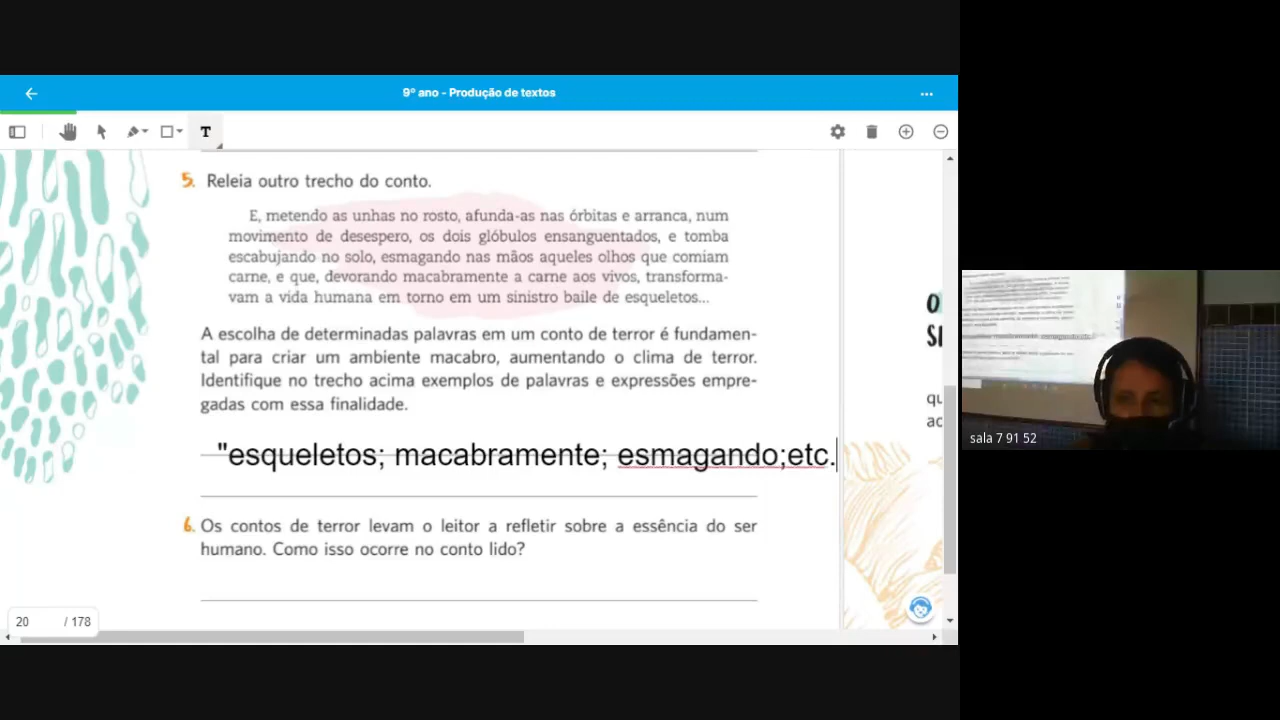 9º ano - Produção de textos
T
5. Releia outro trecho do conto.
E, metendo as unhas no rosto, afunda-as nas órbitas e arranca, num
movimento de desespero, os dois glóbulos ensanguentados, e tomba
escabujando no solo, esmagando nas mãos aqueles olhos que comiam
carne, e que, devorando macabramente a carne aos vivos, transforma-
vam a vida humana em torno em um sinistro baile de esqueletos...
A escolha de determinadas palavras em um conto de terror é fundamen-
tal para criar um ambiente macabro, aumentando o clima de terror.
Identifique no trecho acima exemplos de palavras e expressões empre-
gadas com essa finalidade.
"esqueletos; macabramente; esmagando;etc.
6. Os contos de terror levam o leitor a refletir sobre a essência do ser
humano. Como isso ocorre no conto lido?
20 / 178
sala 7 91 52